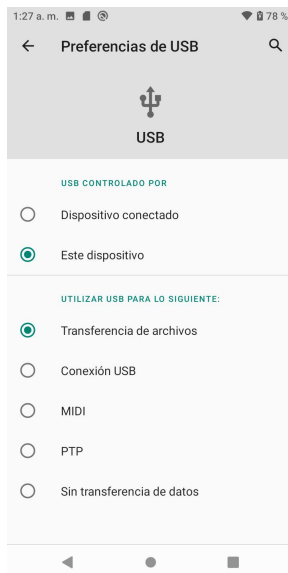 1:27 a. m. 78 %
Preferencias de USB
USB
USB CONTROLADO POR
Dispositivo conectado
Este dispositivo
UTILIZAR USB PARA LO SIGUIENTE:
Transferencia de archivos
Conexión USB
MIDI
PTP
Sin transferencia de datos